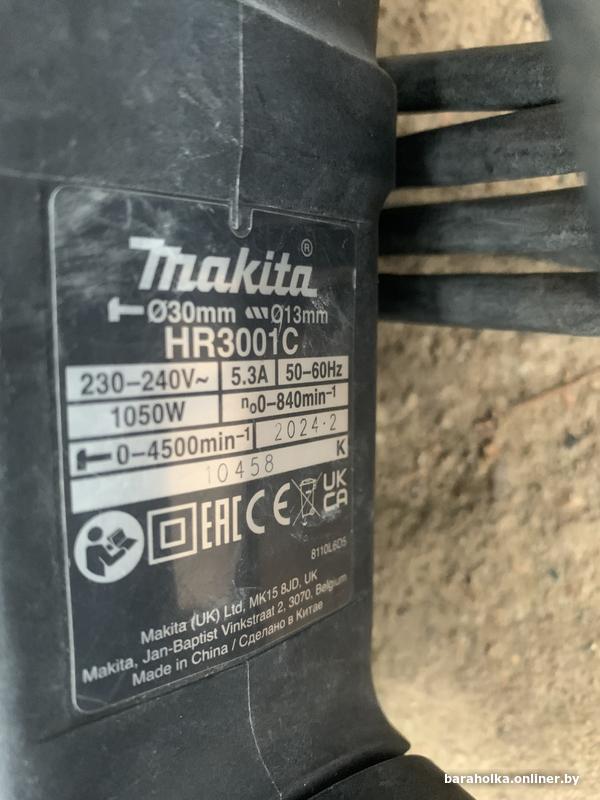 makita®
Ø30mm Ø13mm
HR3001C
230–240V~ 5.3A 50–60Hz
1050W n₀0–840min⁻¹
0–4500min⁻¹ 2024·2
10458 K
EAC CE UK CA
8110L6D5
Makita (UK) Ltd, MK15 8JD, UK
Makita, Jan-Baptist Vinkstraat 2, 3070, Belgium
Made in China / Сделано в Китае
baraholka.onliner.by